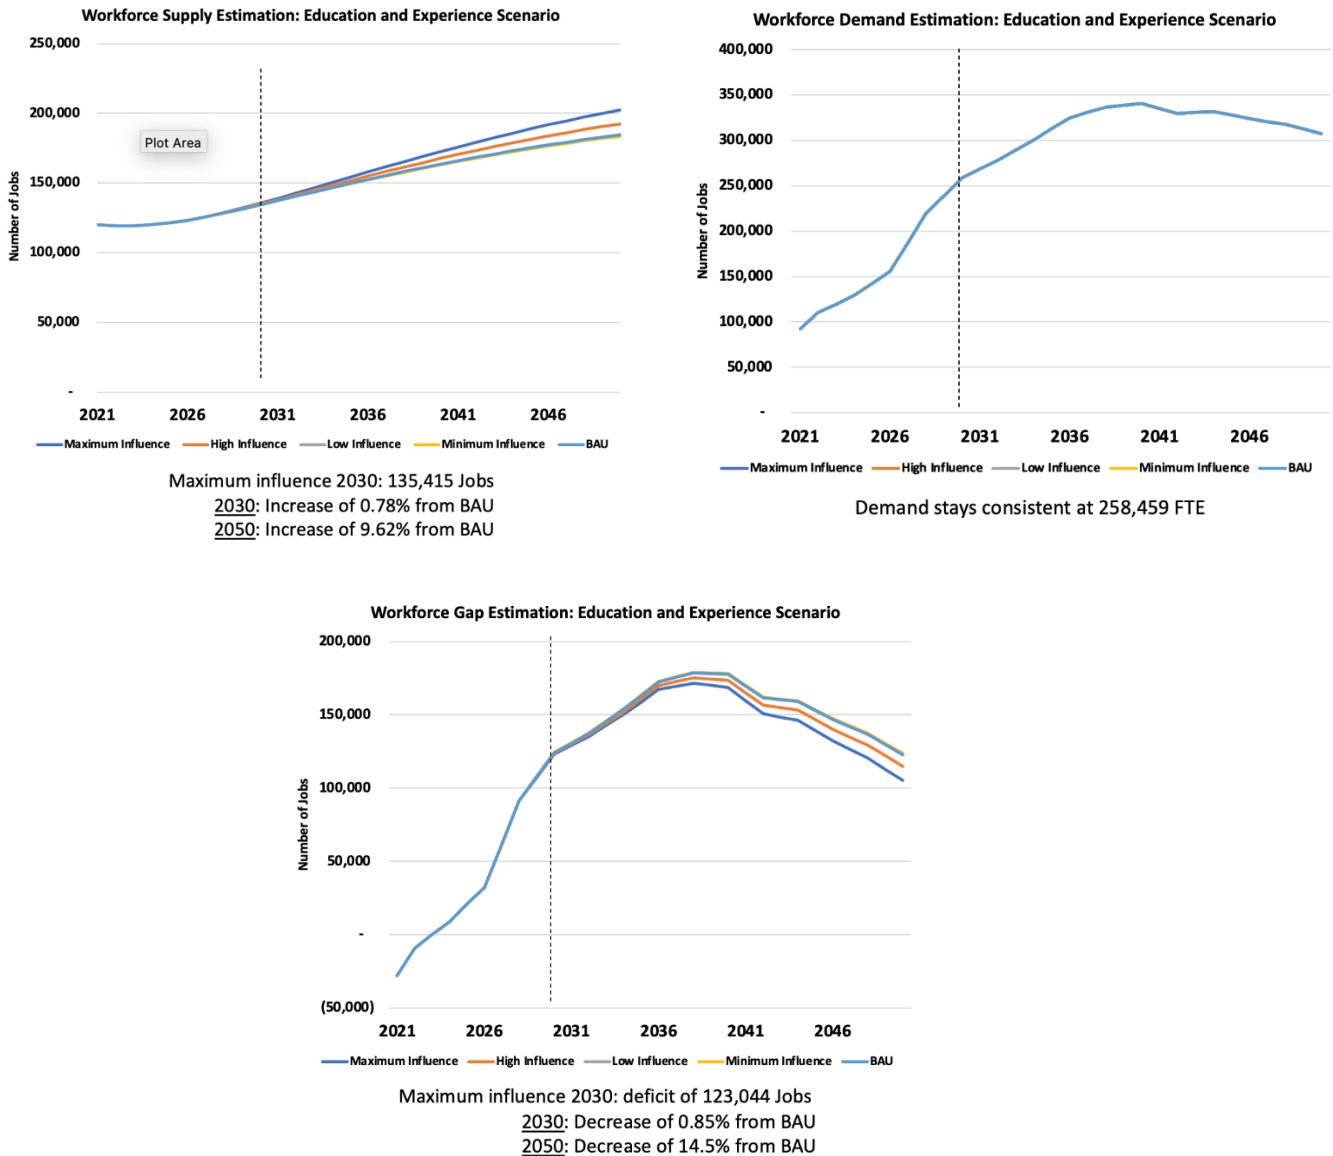 Workforce Supply Estimation: Education and Experience Scenario
250,000
200,000
150,000
100,000
50,000
-
Number of Jobs
Plot Area
2021 2026 2031 2036 2041 2046
Maximum Influence High Influence Low Influence Minimum Influence BAU
Maximum influence 2030: 135,415 Jobs
2030: Increase of 0.78% from BAU
2050: Increase of 9.62% from BAU
Workforce Demand Estimation: Education and Experience Scenario
400,000
350,000
300,000
250,000
200,000
150,000
100,000
50,000
-
Number of Jobs
2021 2026 2031 2036 2041 2046
Maximum Influence High Influence Low Influence Minimum Influence BAU
Demand stays consistent at 258,459 FTE
Workforce Gap Estimation: Education and Experience Scenario
200,000
150,000
100,000
50,000
-
(50,000)
Number of Jobs
2021 2026 2031 2036 2041 2046
Maximum Influence High Influence Low Influence Minimum Influence BAU
Maximum influence 2030: deficit of 123,044 Jobs
2030: Decrease of 0.85% from BAU
2050: Decrease of 14.5% from BAU